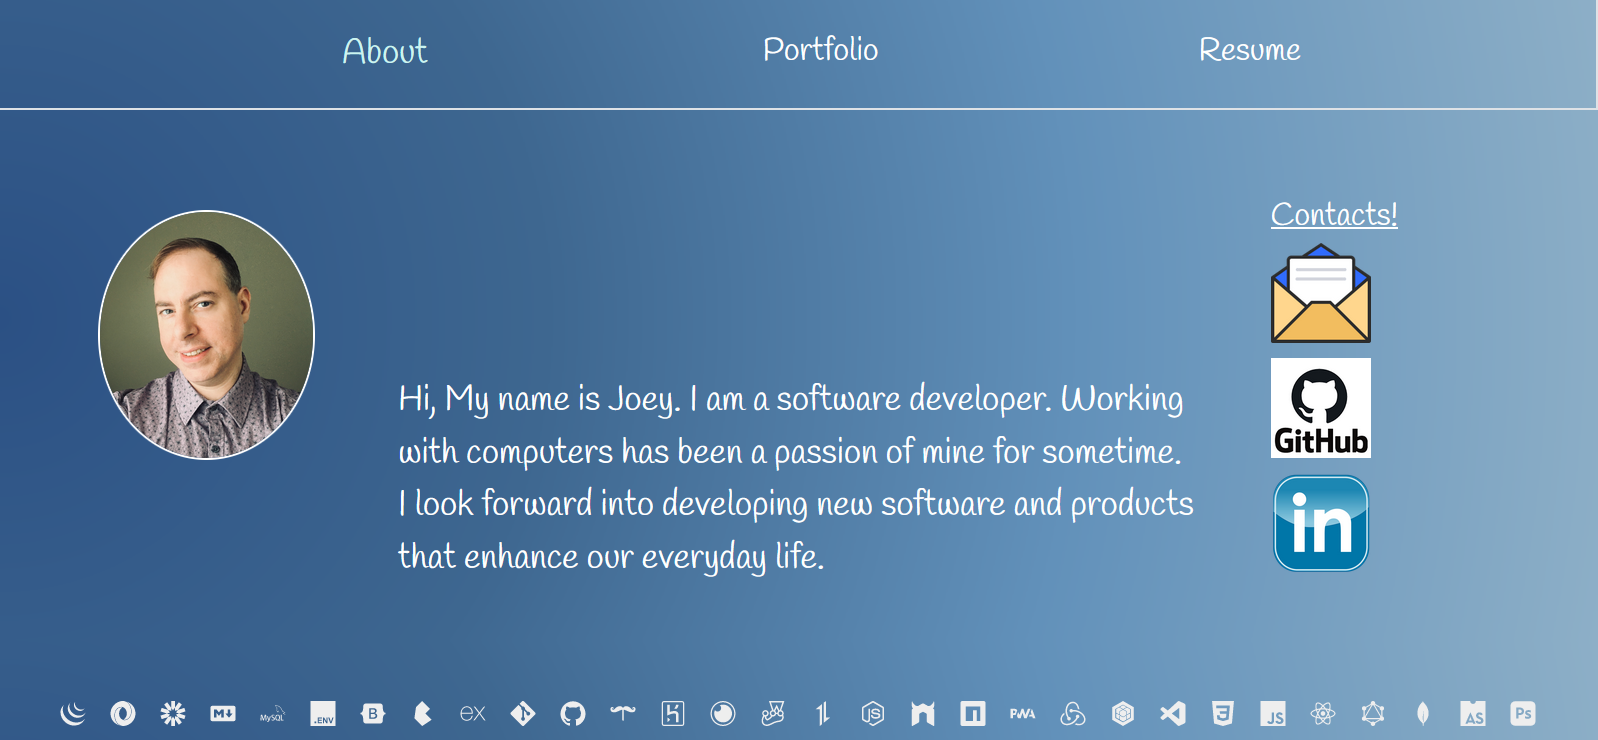 About Portfolio Resume
Contacts!
Hi, My name is Joey. I am a software developer. Working
with computers has been a passion of mine for sometime.
I look forward into developing new software and products
that enhance our everyday life.
GitHub
in
M
MySQL
.ENV
B
ex
JS
PWA
3
JS
AS
Ps